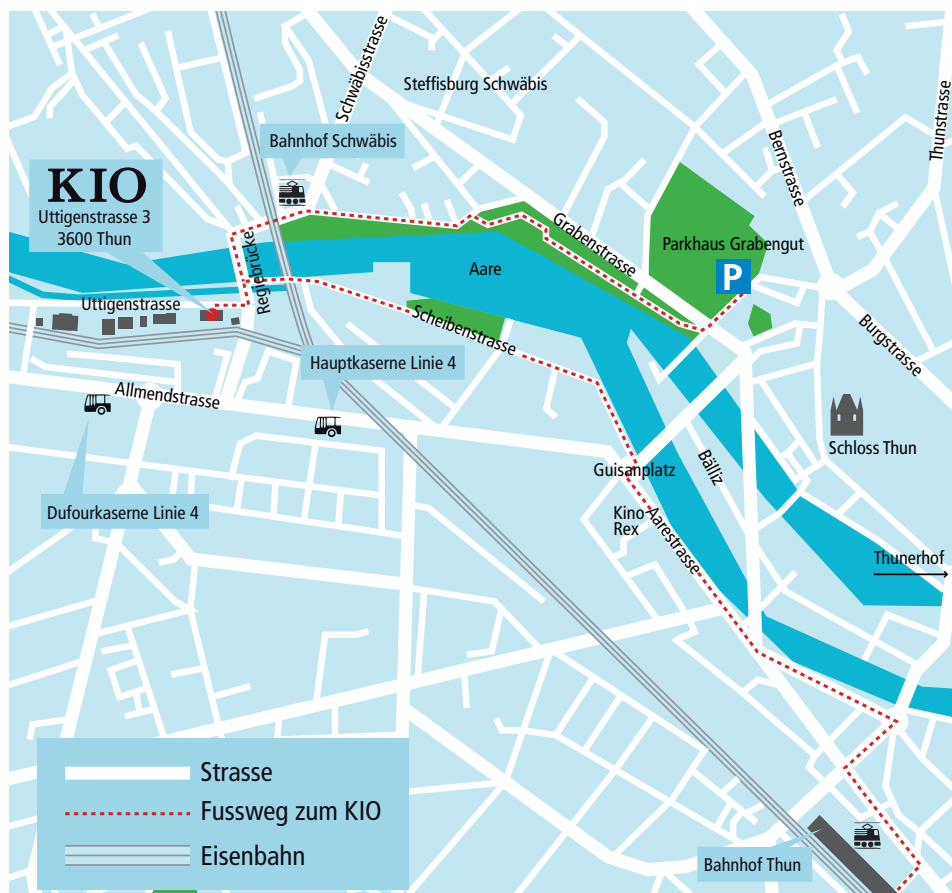 Schwäbisstrasse
Steffisburg Schwäbis
Thunstrasse
Bernstrasse
Bahnhof Schwäbis
KIO
Uttigenstrasse 3
3600 Thun
Grabenstrasse
Parkhaus Grabengut
P
Regiebrücke
Aare
Uttigenstrasse
Scheibenstrasse
Burgstrasse
Hauptkaserne Linie 4
Allmendstrasse
Schloss Thun
Bälliz
Guisanplatz
Dufourkaserne Linie 4
Kino
Rex
Aarestrasse
Thunerhof
Strasse
Fussweg zum KIO
Eisenbahn
Bahnhof Thun